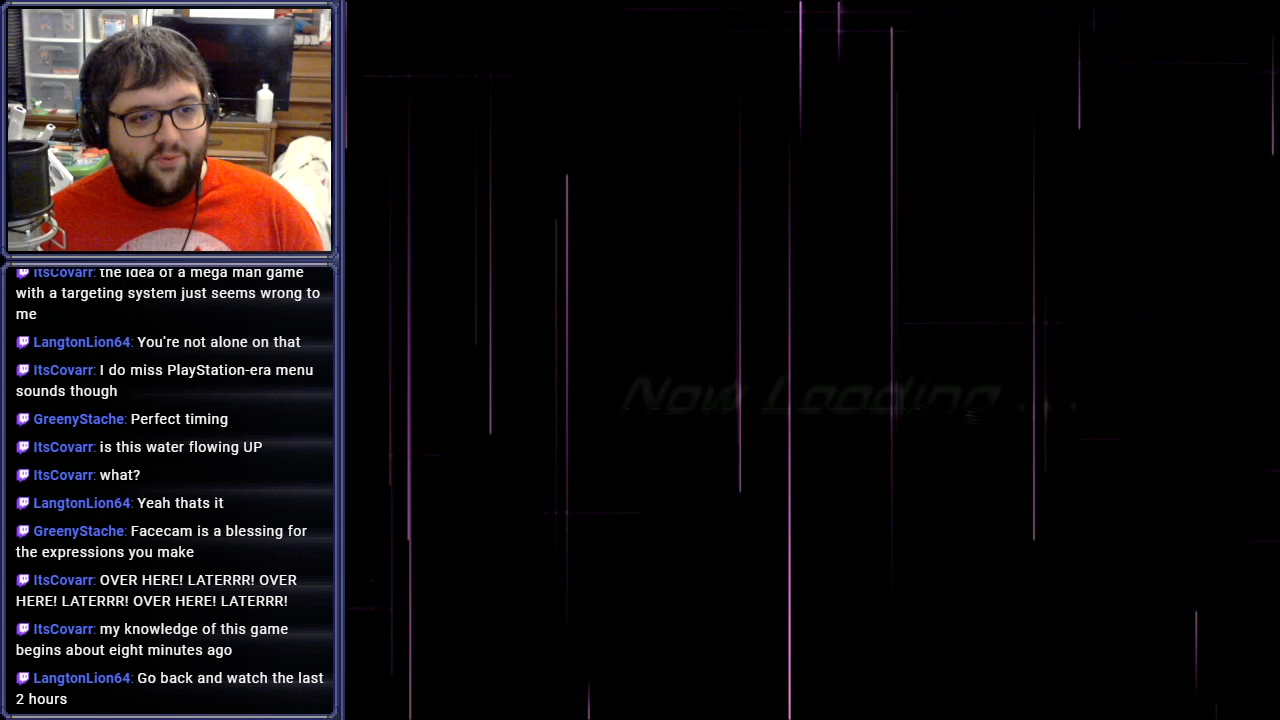 ItsCovarr: the idea of a mega man game
with a targeting system just seems wrong to
me
LangtonLion64: You're not alone on that
ItsCovarr: I do miss PlayStation-era menu
sounds though
GreenyStache: Perfect timing
ItsCovarr: is this water flowing UP
ItsCovarr: what?
LangtonLion64: Yeah thats it
GreenyStache: Facecam is a blessing for
the expressions you make
ItsCovarr: OVER HERE! LATERRR! OVER
HERE! LATERRR! OVER HERE! LATERRR!
ItsCovarr: my knowledge of this game
begins about eight minutes ago
LangtonLion64: Go back and watch the last
2 hours
Now Loading ...